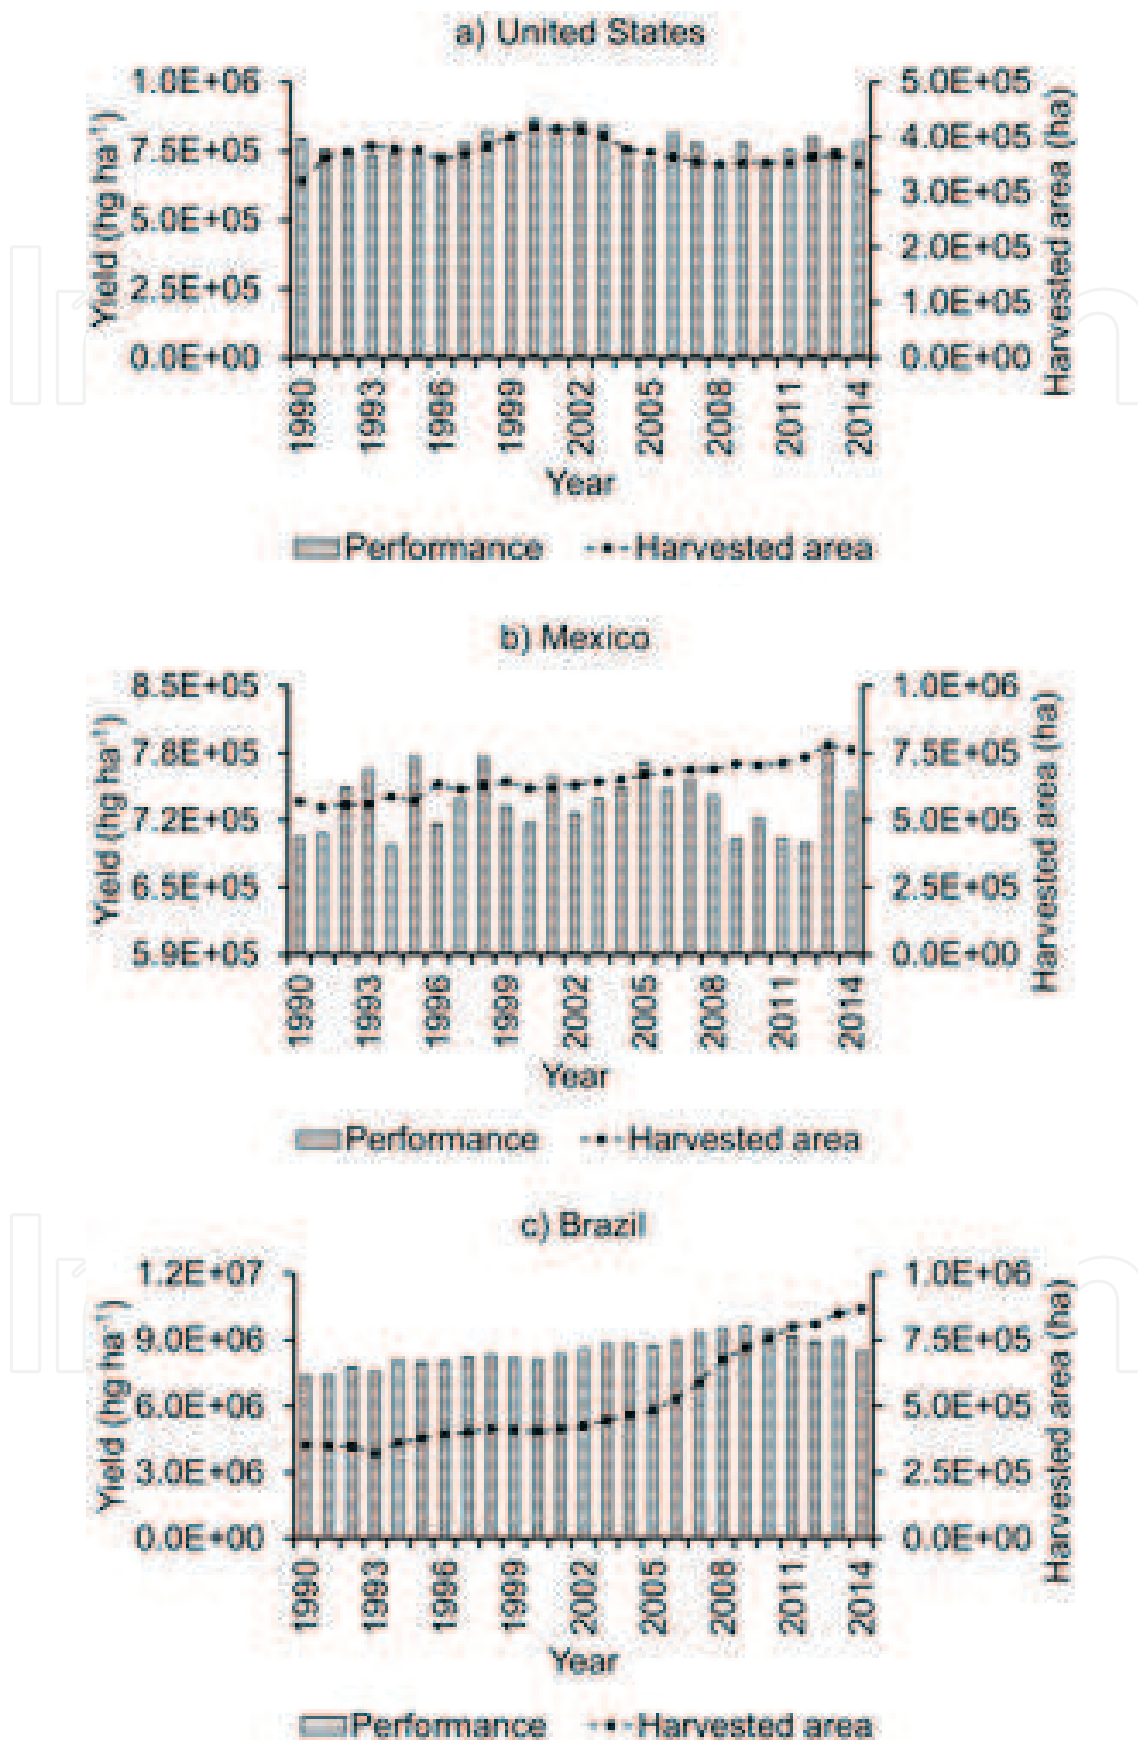 a) United States
1.0E+06
7.5E+05
5.0E+05
2.5E+05
0.0E+00
Yield (hg ha⁻¹)
5.0E+05
4.0E+05
3.0E+05
2.0E+05
1.0E+05
0.0E+00
Harvested area (ha)
1990 1993 1996 1999 2002 2005 2008 2011 2014
Year
Performance Harvested area
b) Mexico
8.5E+05
7.8E+05
7.2E+05
6.5E+05
5.9E+05
Yield (hg ha⁻¹)
1.0E+06
7.5E+05
5.0E+05
2.5E+05
0.0E+00
Harvested area (ha)
1990 1993 1996 1999 2002 2005 2008 2011 2014
Year
Performance Harvested area
c) Brazil
1.2E+07
9.0E+06
6.0E+06
3.0E+06
0.0E+00
Yield (hg ha⁻¹)
1.0E+06
7.5E+05
5.0E+05
2.5E+05
0.0E+00
Harvested area (ha)
1990 1993 1996 1999 2002 2005 2008 2011 2014
Year
Performance Harvested area